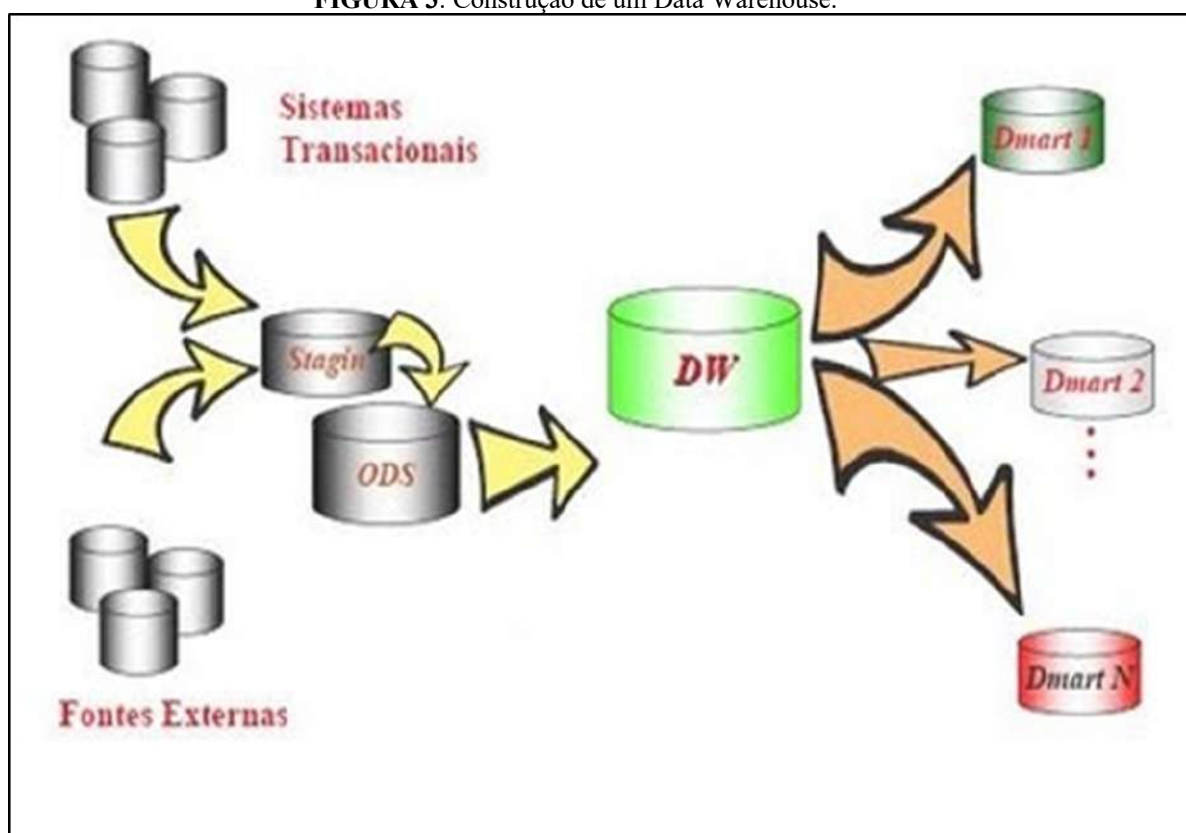 FIGURA 3: Construção de um Data Warehouse.
Sistemas
Transacionais
Dmart 1
Stagin
DW
Dmart 2
ODS
Dmart N
Fontes Externas